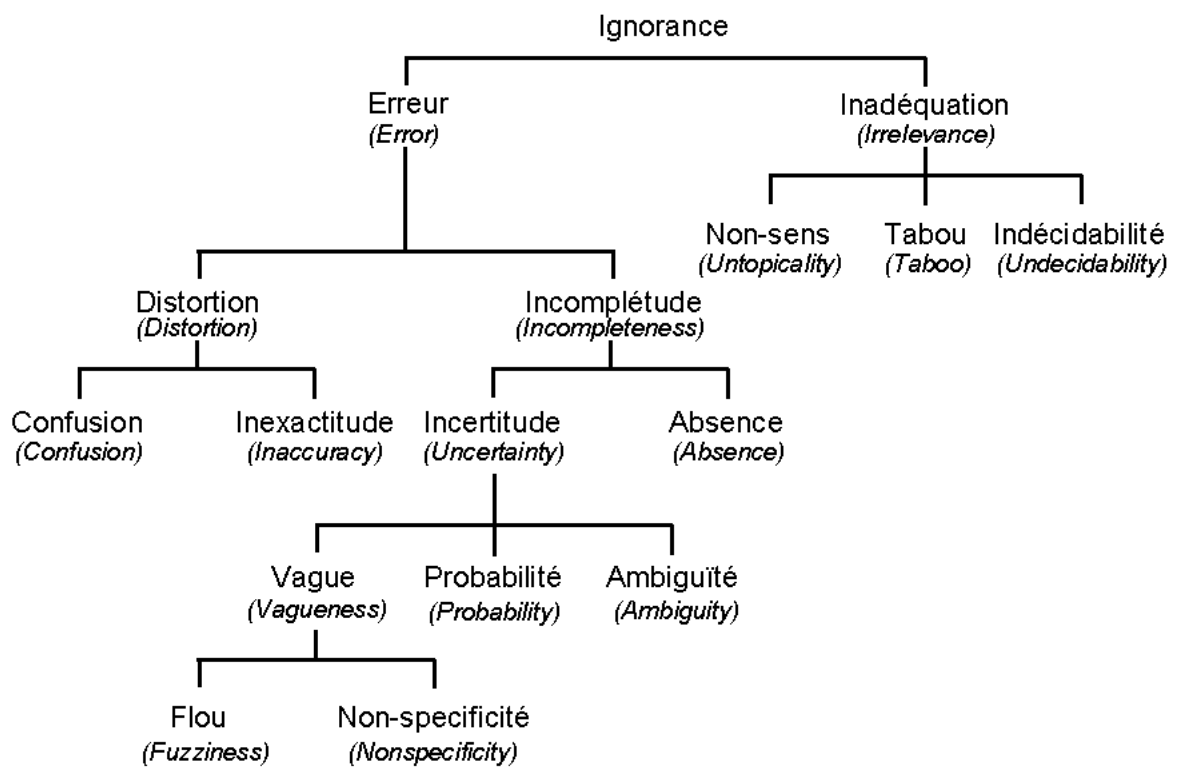 Ignorance
Erreur
(Error)
Inadéquation
(Irrelevance)
Non-sens
(Untopicality)
Tabou
(Taboo)
Indécidabilité
(Undecidability)
Distortion
(Distortion)
Incomplétude
(Incompleteness)
Confusion
(Confusion)
Inexactitude
(Inaccuracy)
Incertitude
(Uncertainty)
Absence
(Absence)
Vague
(Vagueness)
Probabilité
(Probability)
Ambiguïté
(Ambiguity)
Flou
(Fuzziness)
Non-specificité
(Nonspecificity)